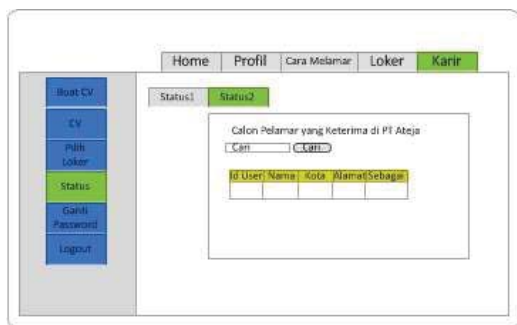 Home Profil Cara Melamar Loker Karir
Buat CV
CV
Pilih
Loker
Status
Ganti
Password
Logout
Status1 Status2
Calon Pelamar yang Keterima di PT Ateja
Cari Cari
Id User Nama Kota Alamat Sebagai